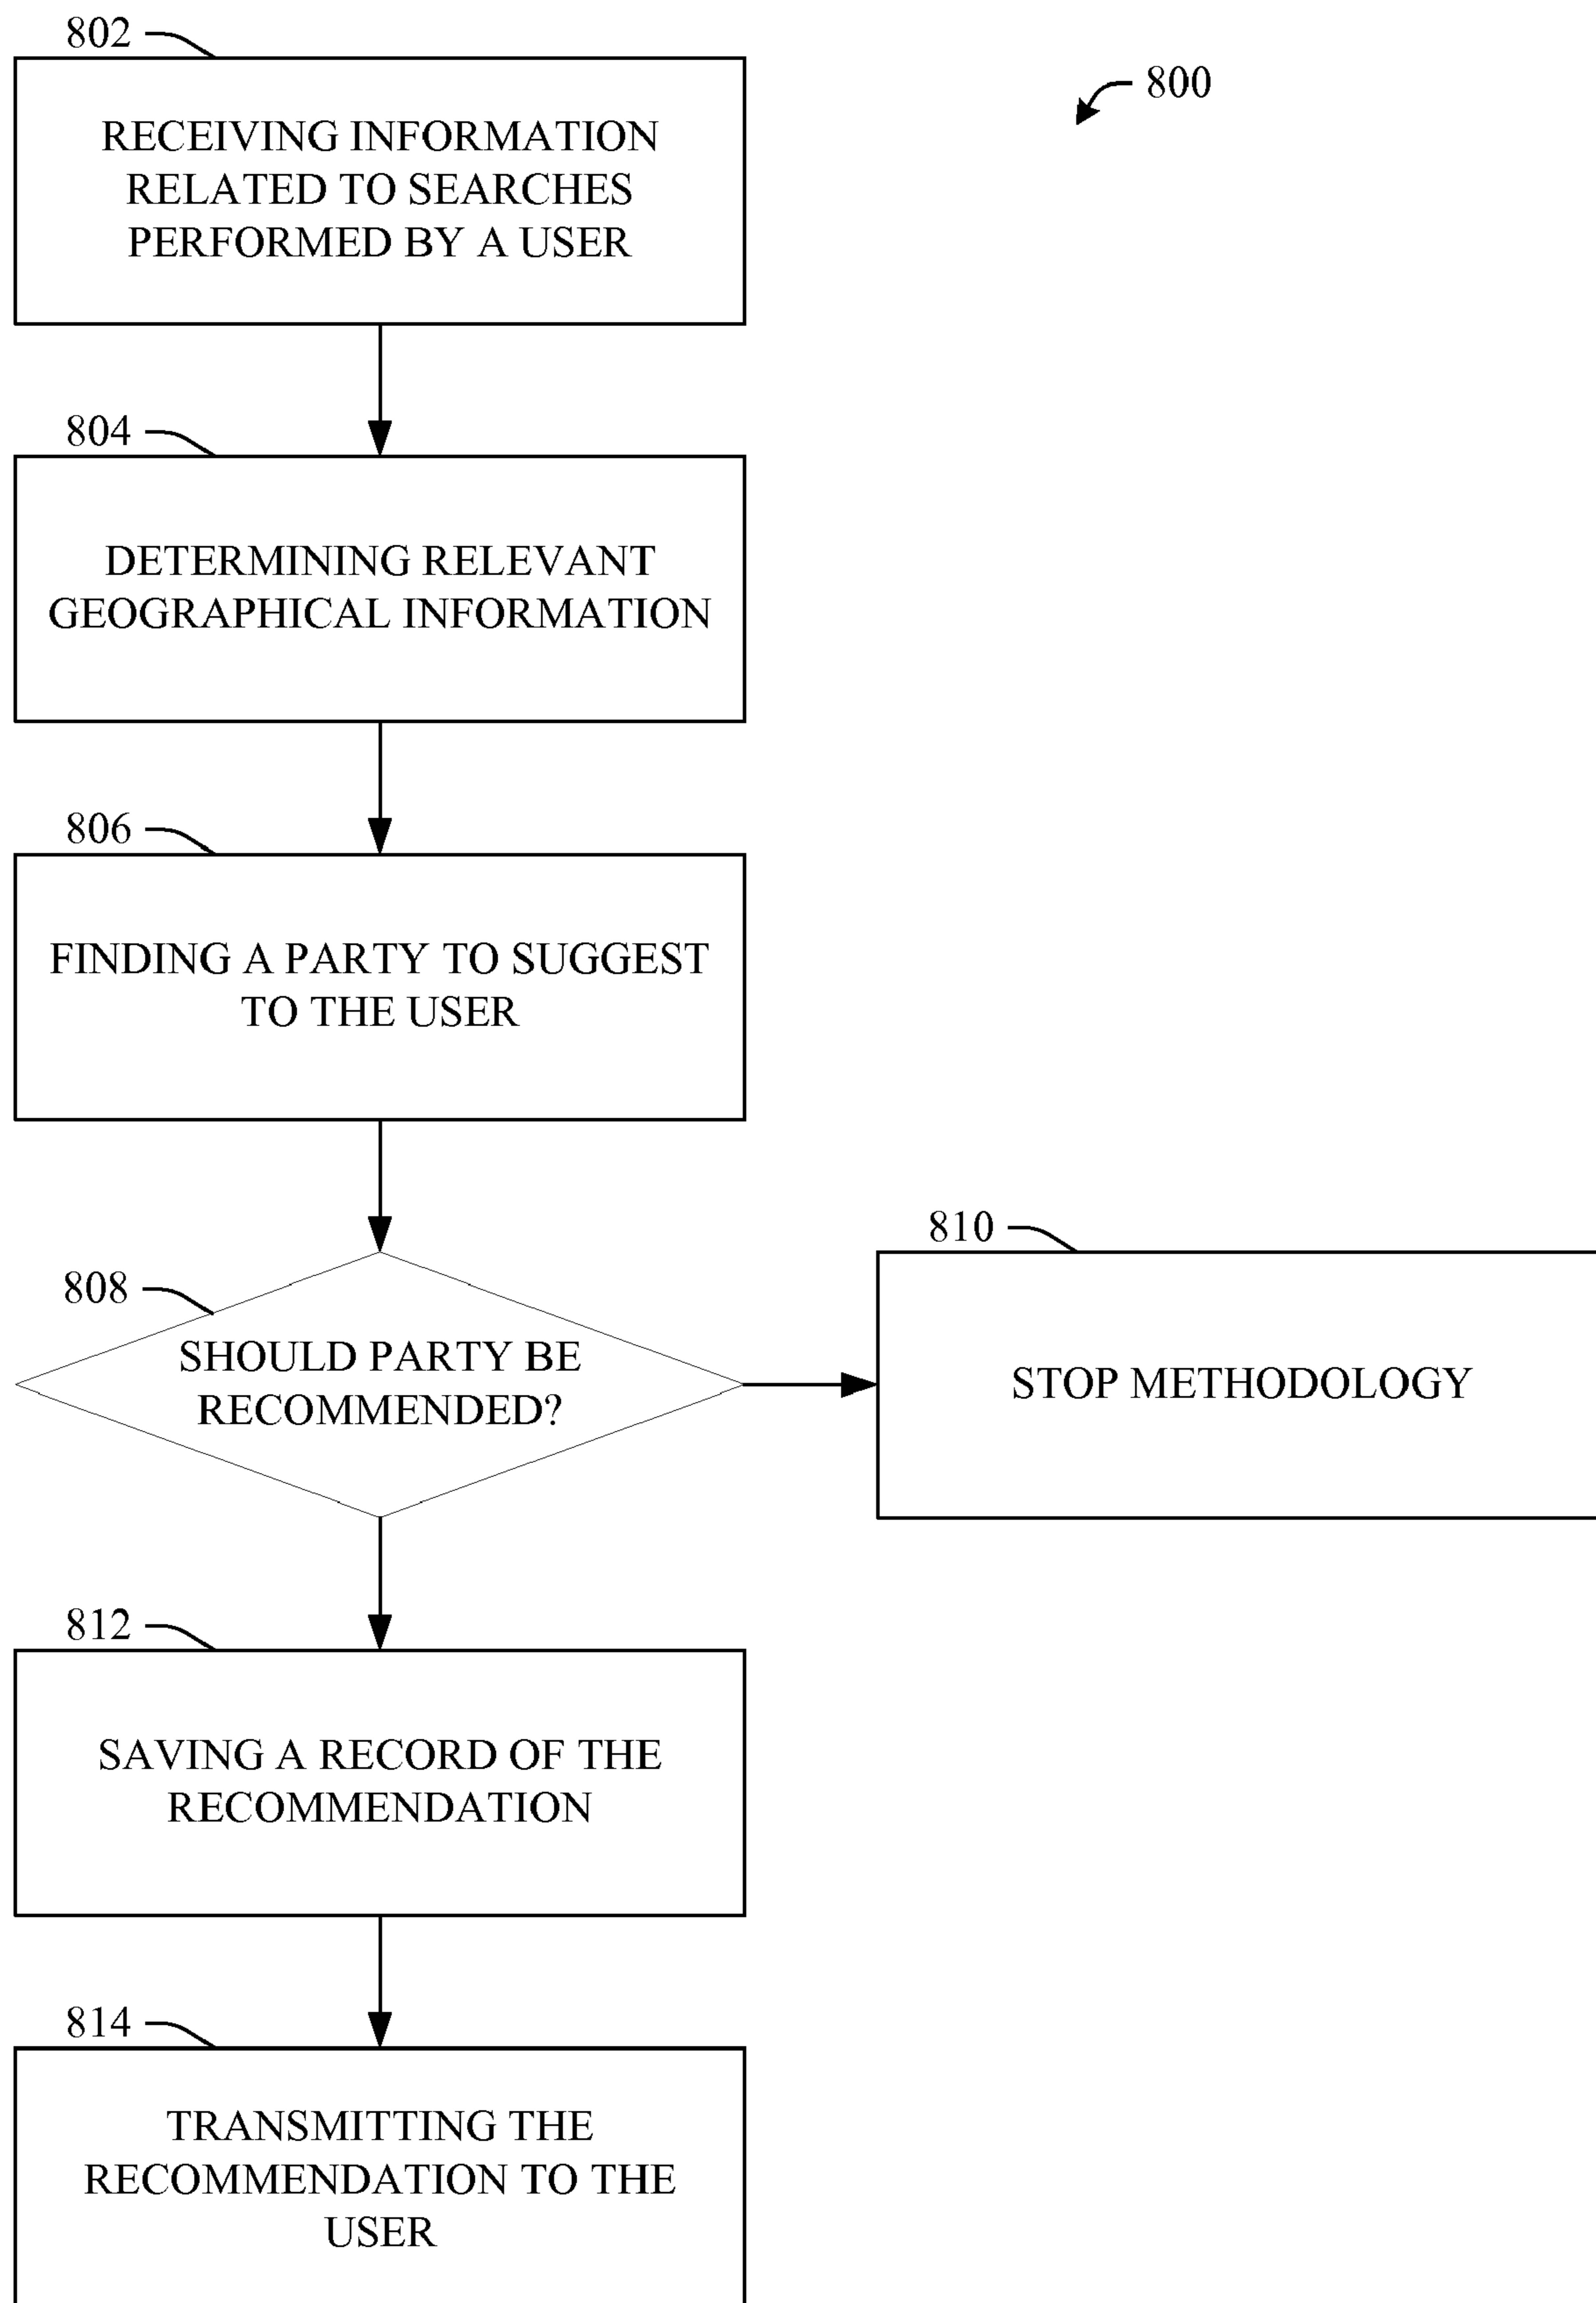 802
800
RECEIVING INFORMATION
RELATED TO SEARCHES
PERFORMED BY A USER
804
DETERMINING RELEVANT
GEOGRAPHICAL INFORMATION
806
FINDING A PARTY TO SUGGEST
TO THE USER
808
SHOULD PARTY BE
RECOMMENDED?
810
STOP METHODOLOGY
812
SAVING A RECORD OF THE
RECOMMENDATION
814
TRANSMITTING THE
RECOMMENDATION TO THE
USER